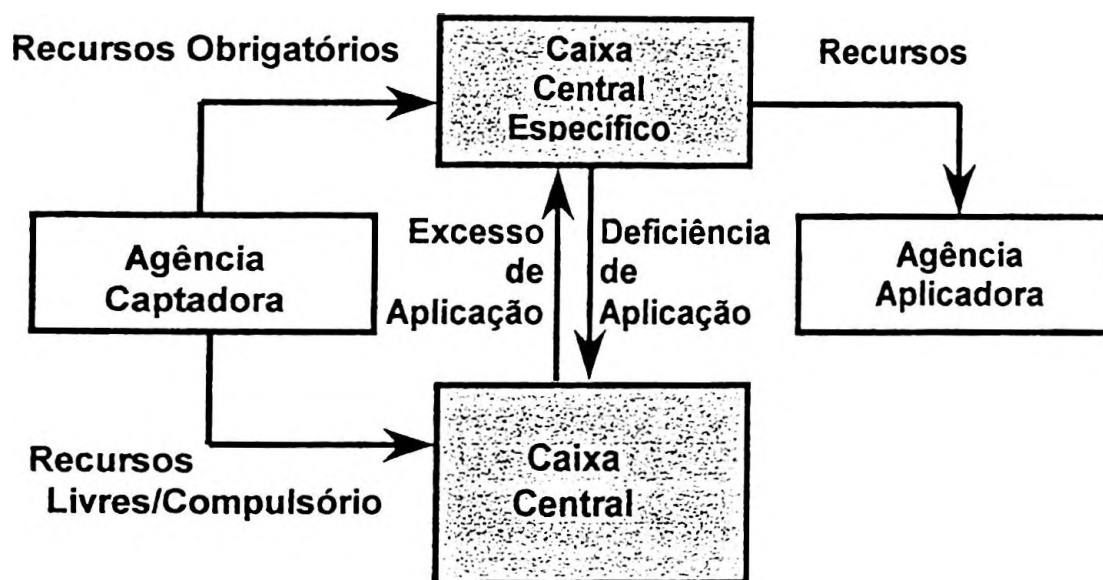 Recursos Obrigatórios
Caixa
Central
Específico
Recursos
Agência
Captadora
Excesso
de
Aplicação
Deficiência
de
Aplicação
Agência
Aplicadora
Recursos
Livres/Compulsório
Caixa
Central